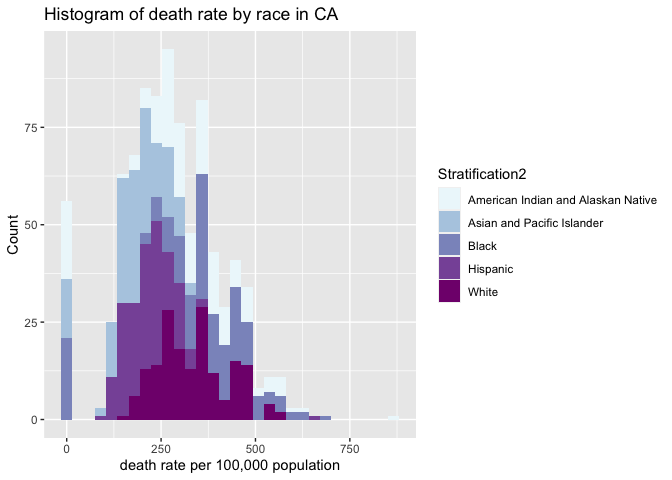 Histogram of death rate by race in CA
Count
75
50
25
0
0 250 500 750
death rate per 100,000 population
Stratification2
American Indian and Alaskan Native
Asian and Pacific Islander
Black
Hispanic
White